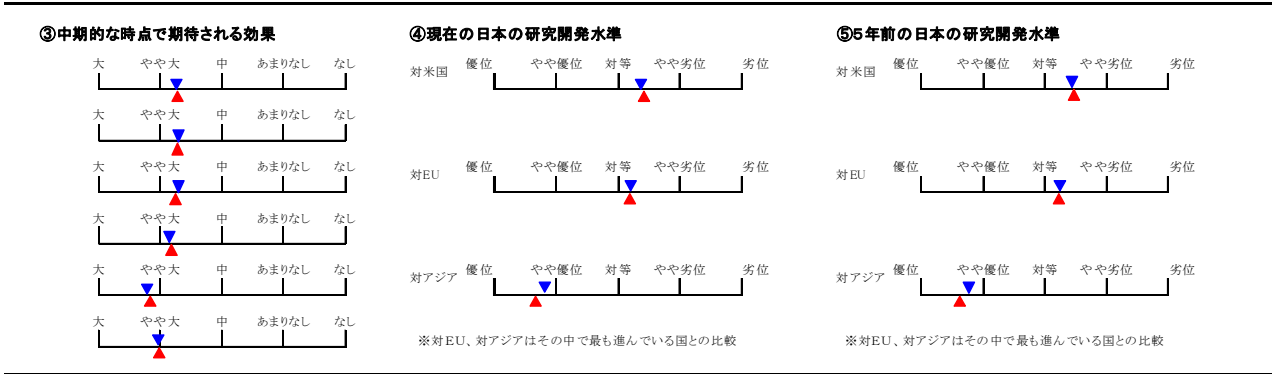 ③中期的な時点で期待される効果
大 やや大 中 あまりなし なし
大 やや大 中 あまりなし なし
大 やや大 中 あまりなし なし
大 やや大 中 あまりなし なし
大 やや大 中 あまりなし なし
大 やや大 中 あまりなし なし
④現在の日本の研究開発水準
対米国 優位 やや優位 対等 やや劣位 劣位
対EU 優位 やや優位 対等 やや劣位 劣位
対アジア 優位 やや優位 対等 やや劣位 劣位
※対EU、対アジアはその中で最も進んでいる国との比較
⑤5年前の日本の研究開発水準
対米国 優位 やや優位 対等 やや劣位 劣位
対EU 優位 やや優位 対等 やや劣位 劣位
対アジア 優位 やや優位 対等 やや劣位 劣位
※対EU、対アジアはその中で最も進んでいる国との比較